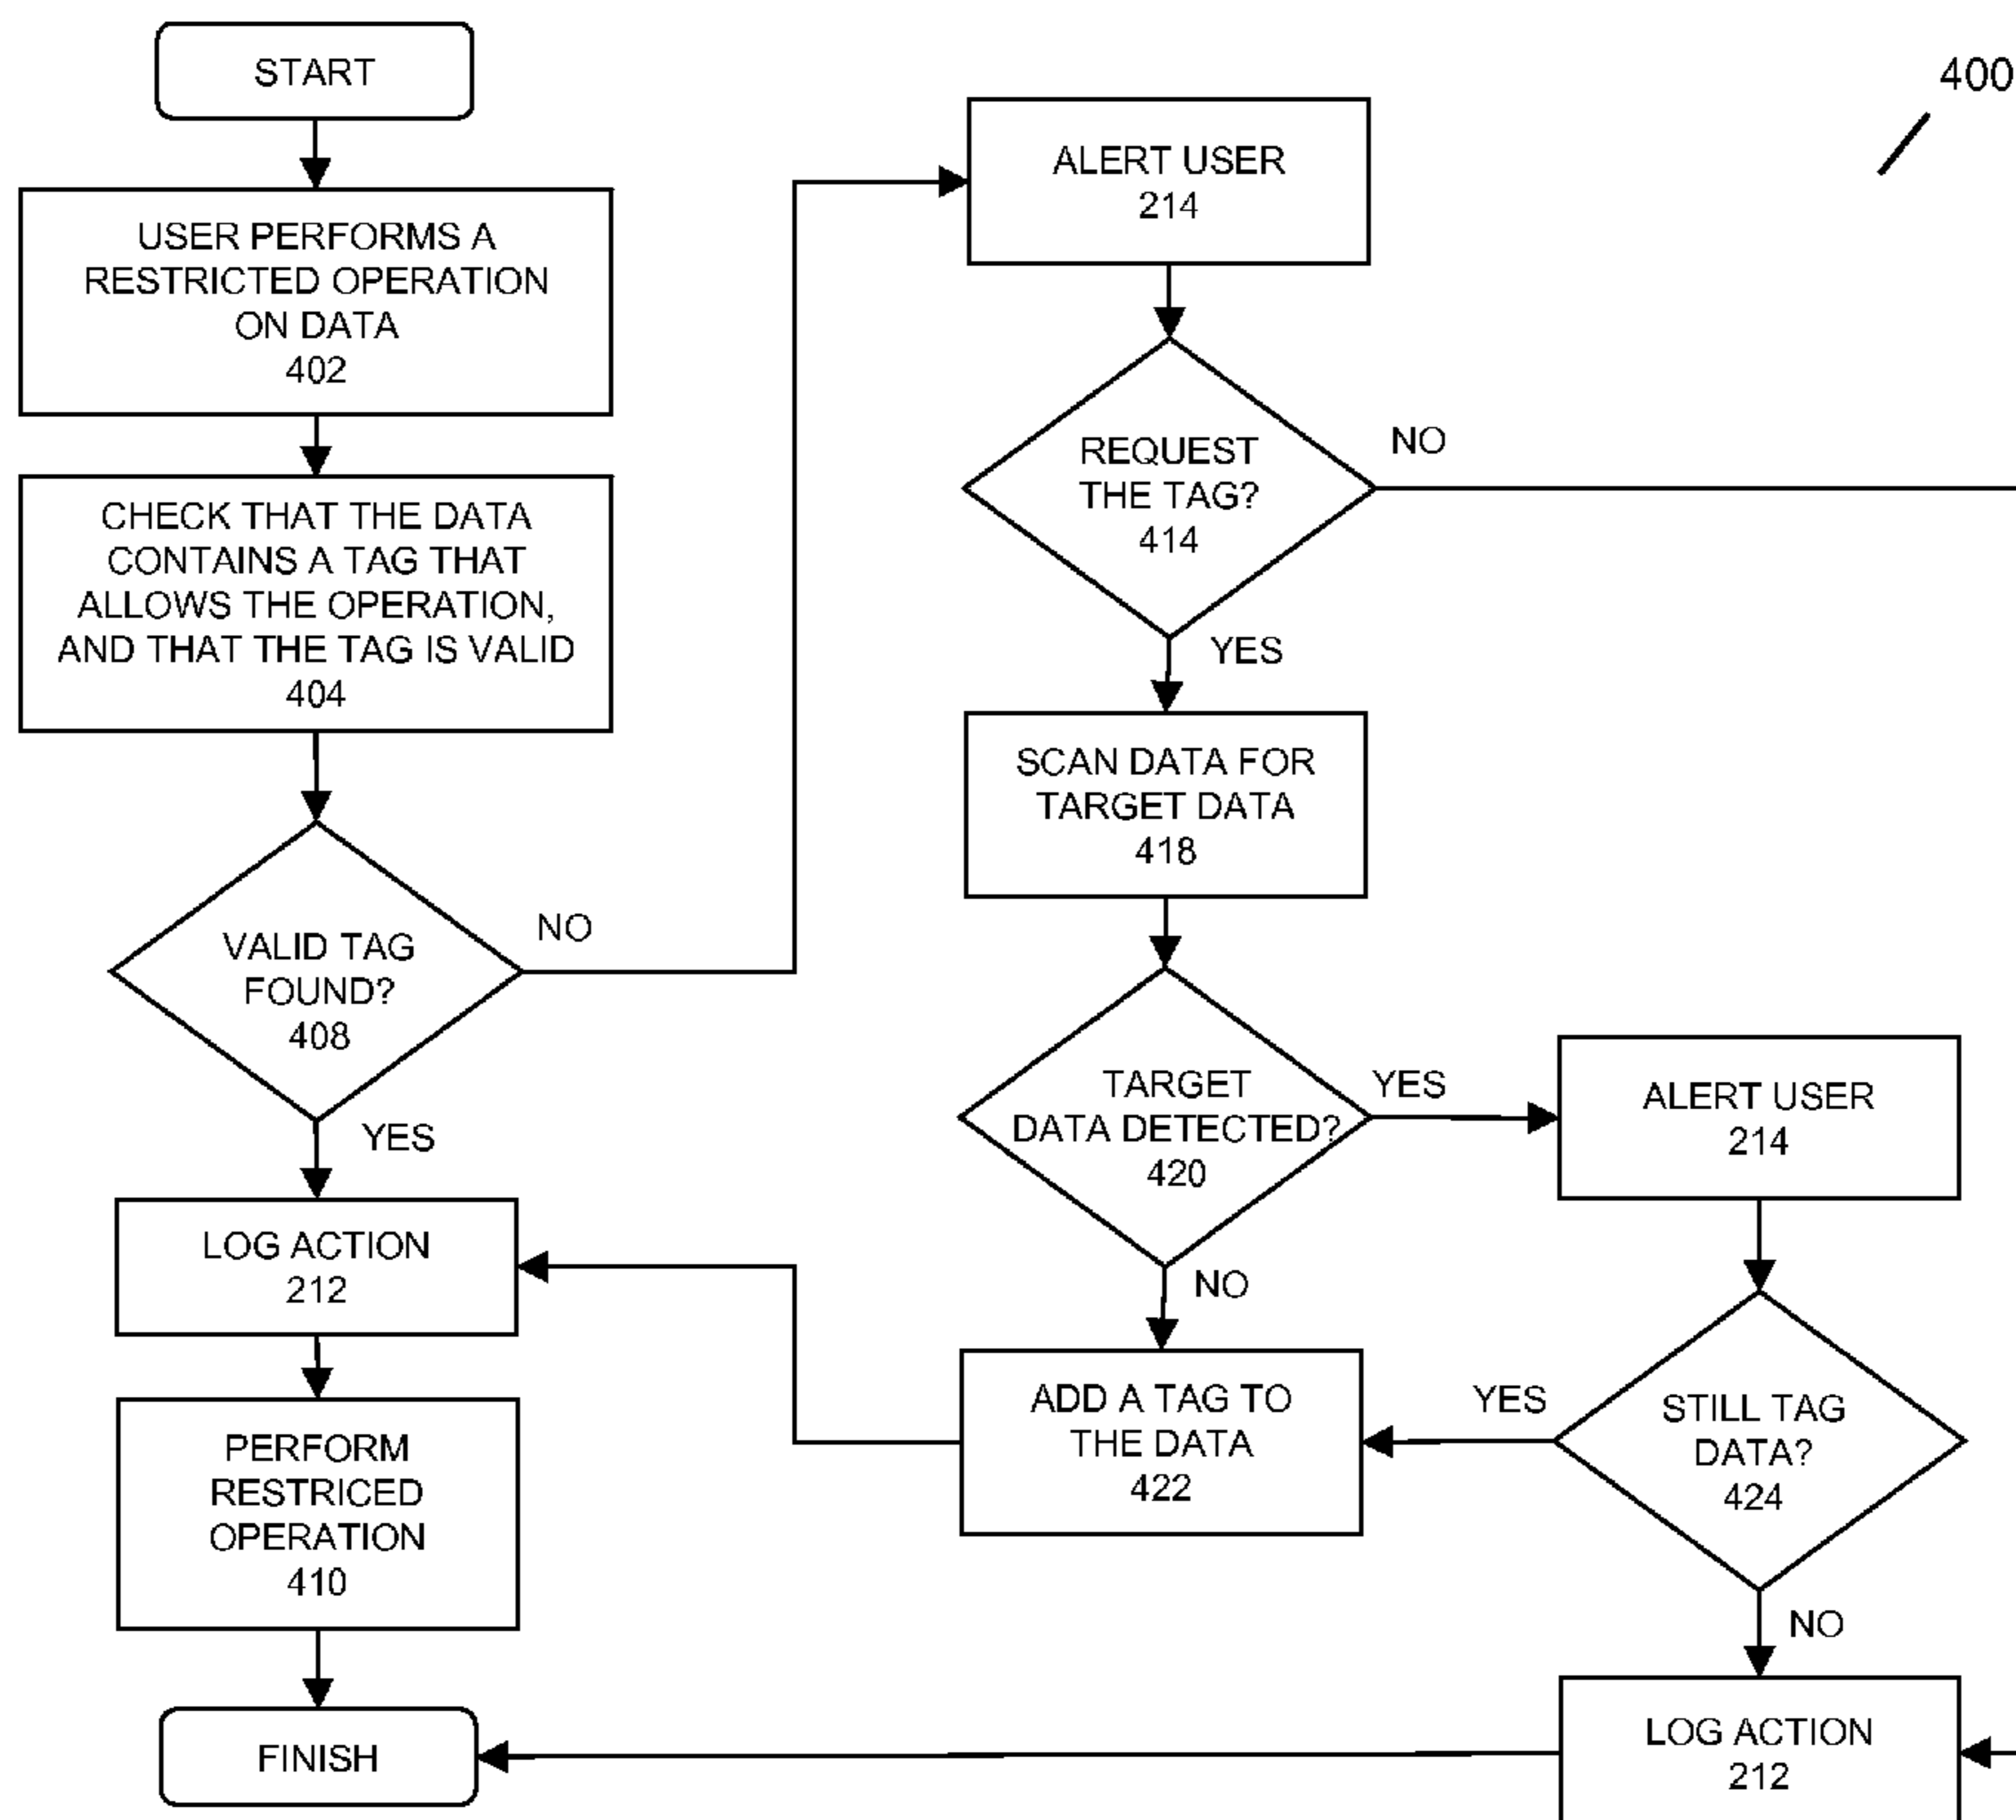 START
USER PERFORMS A
RESTRICTED OPERATION
ON DATA
402
CHECK THAT THE DATA
CONTAINS A TAG THAT
ALLOWS THE OPERATION,
AND THAT THE TAG IS VALID
404
VALID TAG
FOUND?
408
NO
YES
LOG ACTION
212
PERFORM
RESTRICED
OPERATION
410
FINISH
ALERT USER
214
REQUEST
THE TAG?
414
NO
YES
SCAN DATA FOR
TARGET DATA
418
TARGET
DATA DETECTED?
420
YES
NO
ADD A TAG TO
THE DATA
422
ALERT USER
214
STILL TAG
DATA?
424
YES
NO
LOG ACTION
212
400